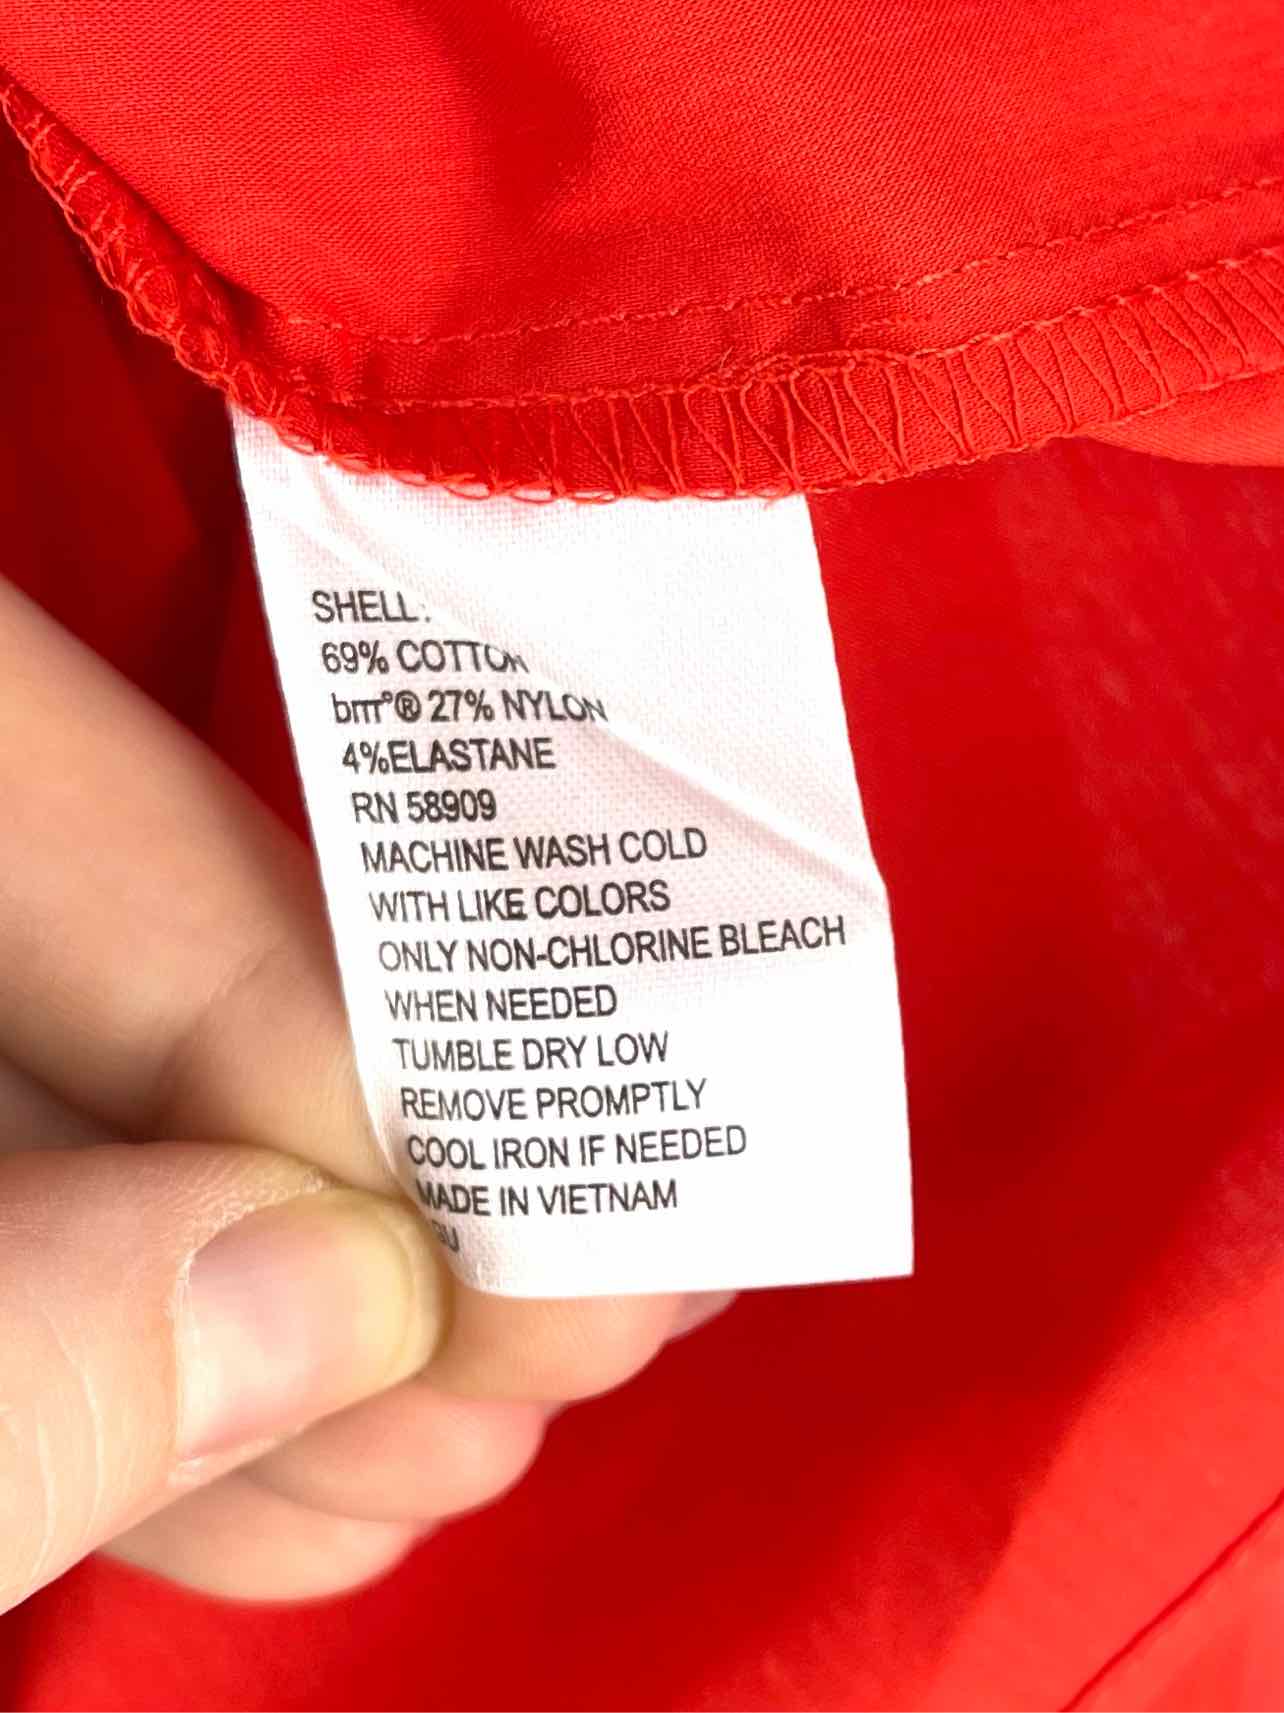 SHELL:
69% COTTON
brrr°® 27% NYLON
4%ELASTANE
RN 58909
MACHINE WASH COLD
WITH LIKE COLORS
ONLY NON-CHLORINE BLEACH
WHEN NEEDED
TUMBLE DRY LOW
REMOVE PROMPTLY
COOL IRON IF NEEDED
MADE IN VIETNAM